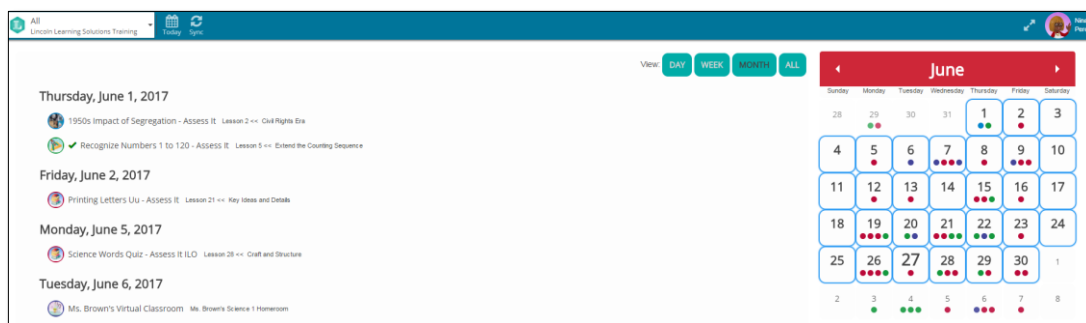 All
Lincoln Learning Solutions Training
Today
Sync
View:
DAY
WEEK
MONTH
ALL
Thursday, June 1, 2017
1950s Impact of Segregation - Assess It Lesson 2 << Civil Rights Era
Recognize Numbers 1 to 120 - Assess It Lesson 5 << Extend the Counting Sequence
Friday, June 2, 2017
Printing Letters Uu - Assess It Lesson 21 << Key Ideas and Details
Monday, June 5, 2017
Science Words Quiz - Assess It ILO Lesson 28 << Craft and Structure
Tuesday, June 6, 2017
Ms. Brown's Virtual Classroom Ms. Brown's Science 1 Homeroom
June
Sunday Monday Tuesday Wednesday Thursday Friday Saturday
28 29 30 31 1 2 3
4 5 6 7 8 9 10
11 12 13 14 15 16 17
18 19 20 21 22 23 24
25 26 27 28 29 30 1
2 3 4 5 6 7 8